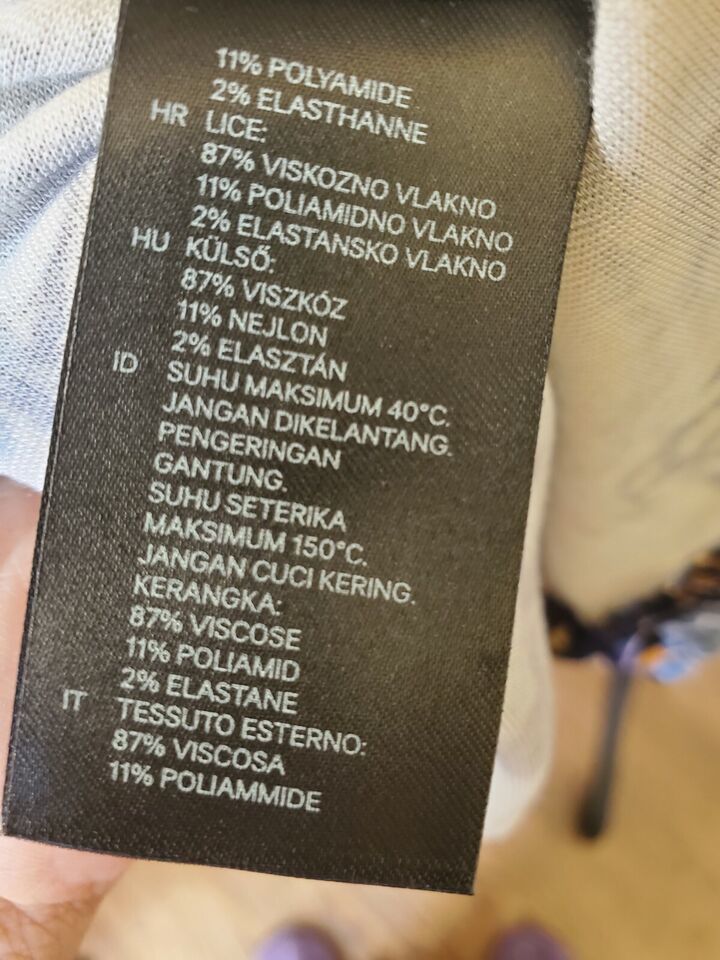 11% POLYAMIDE
2% ELASTHANNE
HR LICE:
87% VISKOZNO VLAKNO
11% POLIAMIDNO VLAKNO
2% ELASTANSKO VLAKNO
HU KÜLSŐ:
87% VISZKÓZ
11% NEJLON
2% ELASZTÁN
ID SUHU MAKSIMUM 40°C.
JANGAN DIKELANTANG.
PENGERINGAN
GANTUNG.
SUHU SETERIKA
MAKSIMUM 150°C.
JANGAN CUCI KERING.
KERANGKA:
87% VISCOSE
11% POLIAMID
2% ELASTANE
IT TESSUTO ESTERNO:
87% VISCOSA
11% POLIAMMIDE